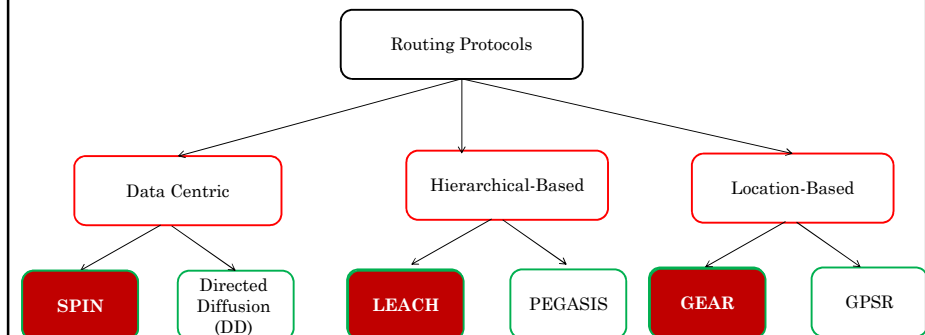 Routing Protocols
Data Centric
Hierarchical-Based
Location-Based
SPIN
Directed
Diffusion
(DD)
LEACH
PEGASIS
GEAR
GPSR